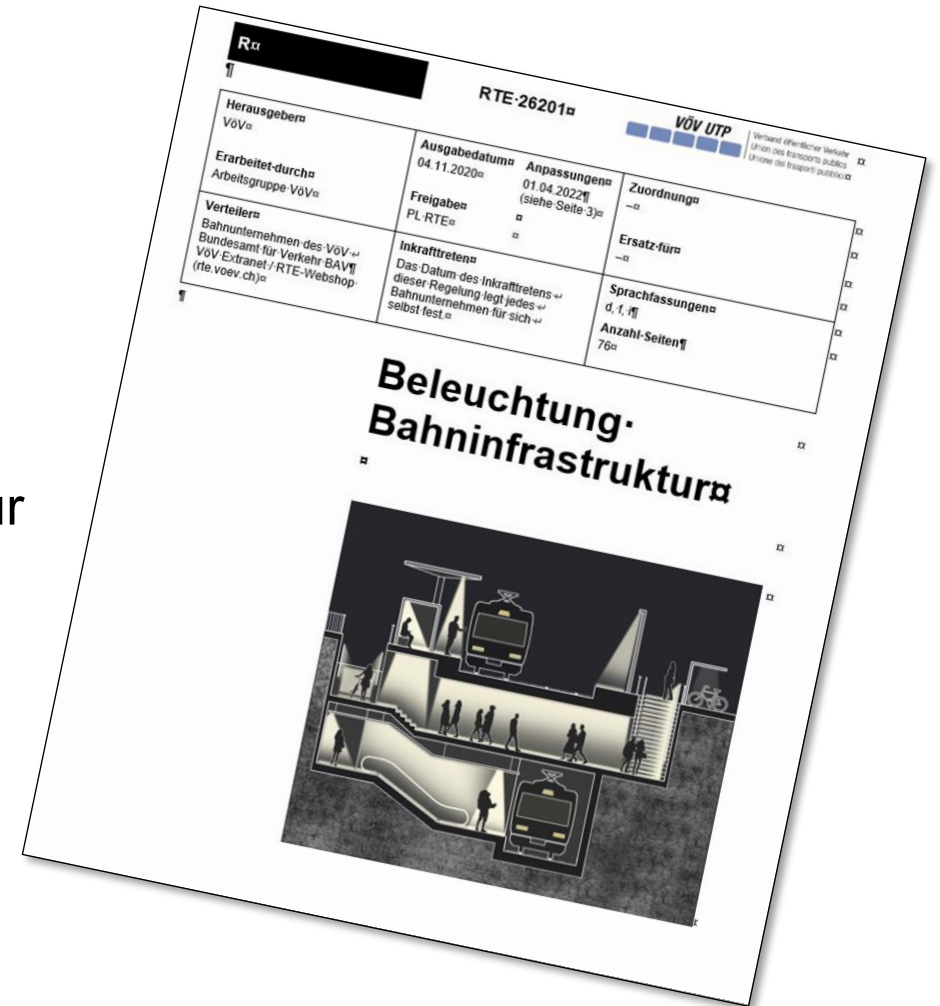 R¤
¶
RTE·26201¤
VÖV UTP
Verband öffentlicher Verkehr
Union des transports publics
Unione dei trasporti pubblici¤
¤
Herausgeber¤
VöV¤
Erarbeitet·durch¤
Arbeitsgruppe·VöV¤
Ausgabedatum¤
04.11.2020¤
Freigabe¤
PL·RTE¤
Anpassungen¤
01.04.2022¶
(siehe·Seite·3)¤
¤
¤
Zuordnung¤
–¤
Ersatz·für¤
–¤
¤
¤
¤
Verteiler¤
Bahnunternehmen·des·VöV·↵
Bundesamt·für·Verkehr·BAV¶
VöV·Extranet·/·RTE-Webshop·
(rte.voev.ch)¤
Inkrafttreten¤
Das·Datum·des·Inkrafttretens·↵
dieser·Regelung·legt·jedes·↵
Bahnunternehmen·für·sich·↵
selbst·fest.¤
Sprachfassungen¤
d,·f,·i¶
Anzahl·Seiten¶
76¤
¤
¤
¤
¶
Beleuchtung·
Bahninfrastruktur¤
¤
¤
¤
¤
ur
¤